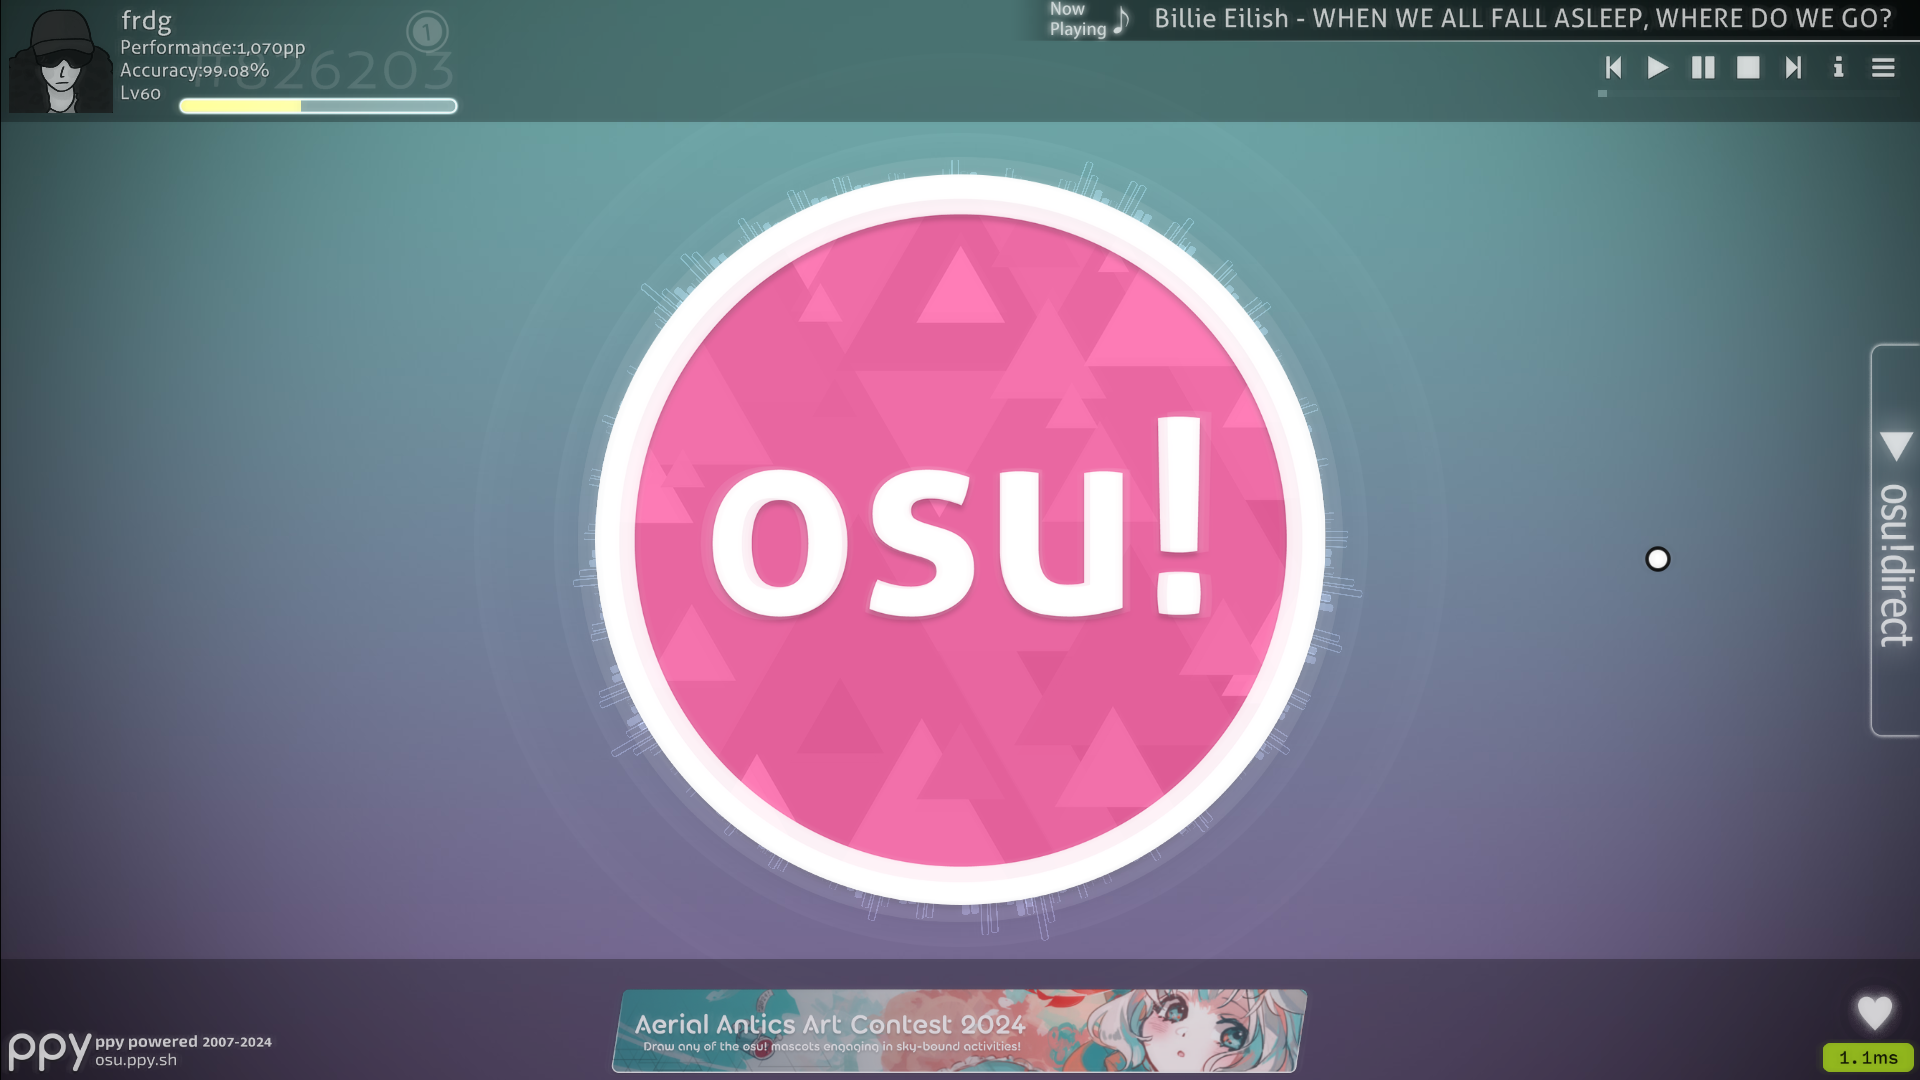 frdg
Performance:1,070pp
Accuracy:99.08%
Lv60
1
#826203
Now
Playing
Billie Eilish - WHEN WE ALL FALL ASLEEP, WHERE DO WE GO?
osu!
osu!direct
Aerial Antics Art Contest 2024
Draw any of the osu! mascots engaging in sky-bound activities!
ppy
ppy powered 2007-2024
osu.ppy.sh
1.1ms